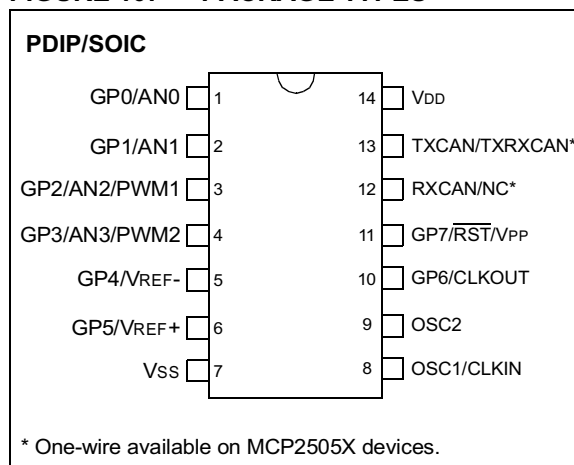 PDIP/SOIC
GP0/AN0 1 14 VDD
GP1/AN1 2 13 TXCAN/TXRXCAN*
GP2/AN2/PWM1 3 12 RXCAN/NC*
GP3/AN3/PWM2 4 11 GP7/RST/VPP
GP4/VREF- 5 10 GP6/CLKOUT
GP5/VREF+ 6 9 OSC2
Vss 7 8 OSC1/CLKIN
* One-wire available on MCP2505X devices.